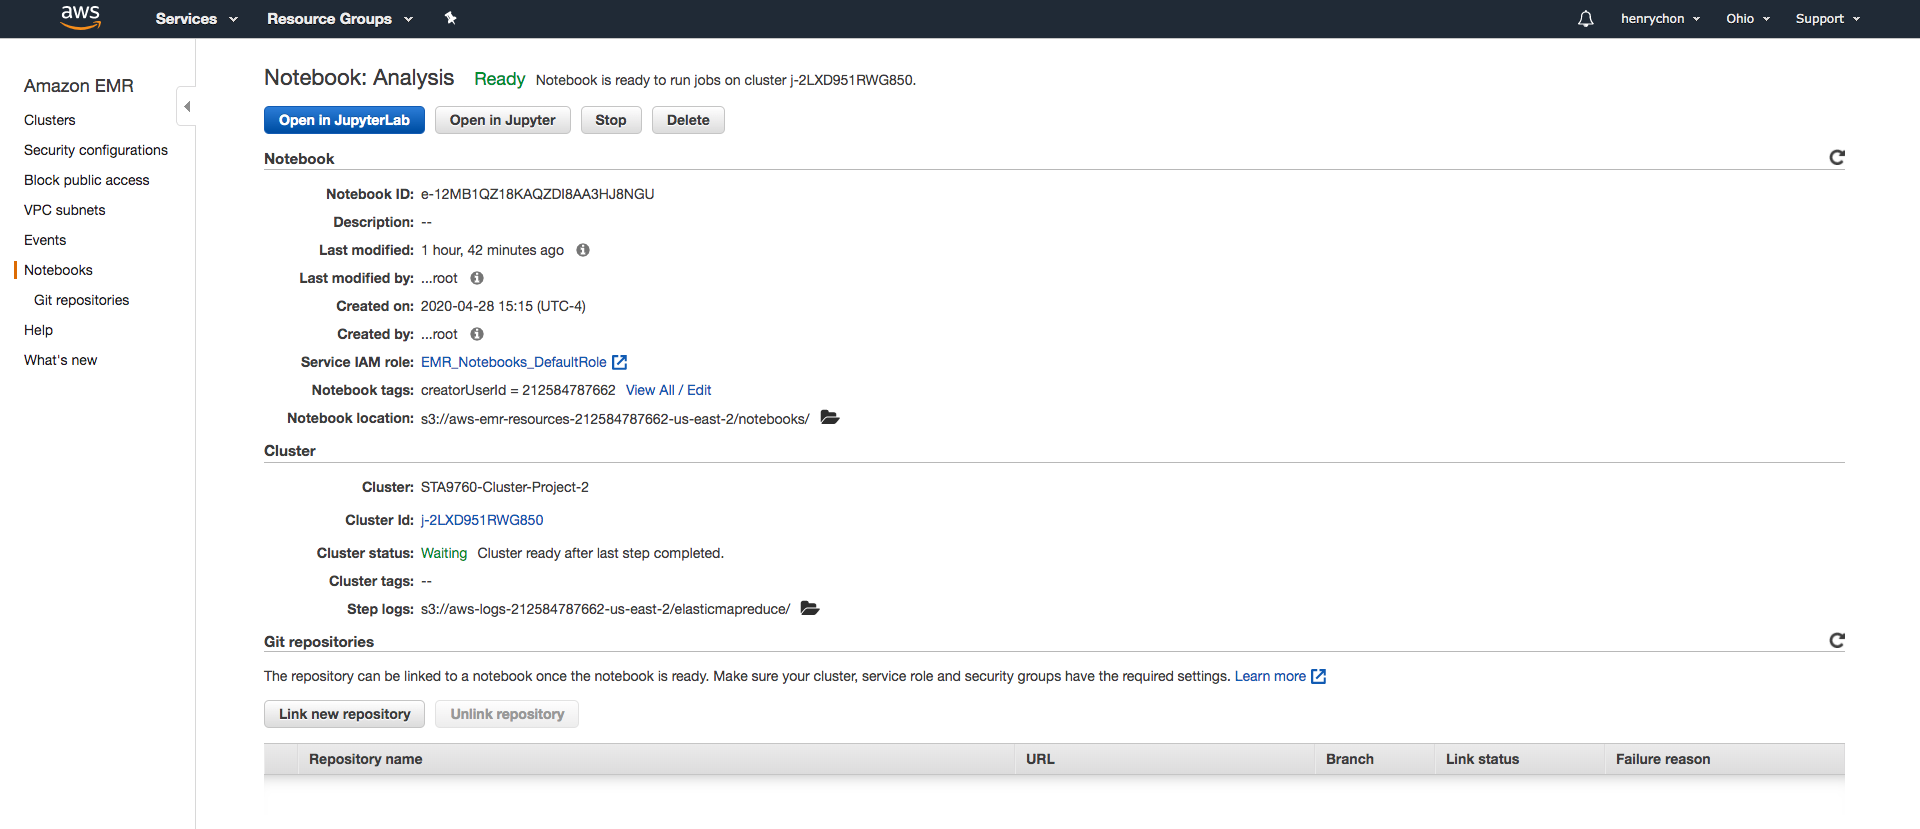 aws Services Resource Groups henrychon Ohio Support
Amazon EMR
Clusters
Security configurations
Block public access
VPC subnets
Events
Notebooks
Git repositories
Help
What's new
Notebook: Analysis Ready Notebook is ready to run jobs on cluster j-2LXD951RWG850.
Open in JupyterLab Open in Jupyter Stop Delete
Notebook
Notebook ID: e-12MB1QZ18KAQZDI8AA3HJ8NGU
Description: --
Last modified: 1 hour, 42 minutes ago
Last modified by: ...root
Created on: 2020-04-28 15:15 (UTC-4)
Created by: ...root
Service IAM role: EMR_Notebooks_DefaultRole
Notebook tags: creatorUserId = 212584787662 View All / Edit
Notebook location: s3://aws-emr-resources-212584787662-us-east-2/notebooks/
Cluster
Cluster: STA9760-Cluster-Project-2
Cluster Id: j-2LXD951RWG850
Cluster status: Waiting Cluster ready after last step completed.
Cluster tags: --
Step logs: s3://aws-logs-212584787662-us-east-2/elasticmapreduce/
Git repositories
The repository can be linked to a notebook once the notebook is ready. Make sure your cluster, service role and security groups have the required settings. Learn more
Link new repository Unlink repository
Repository name URL Branch Link status Failure reason